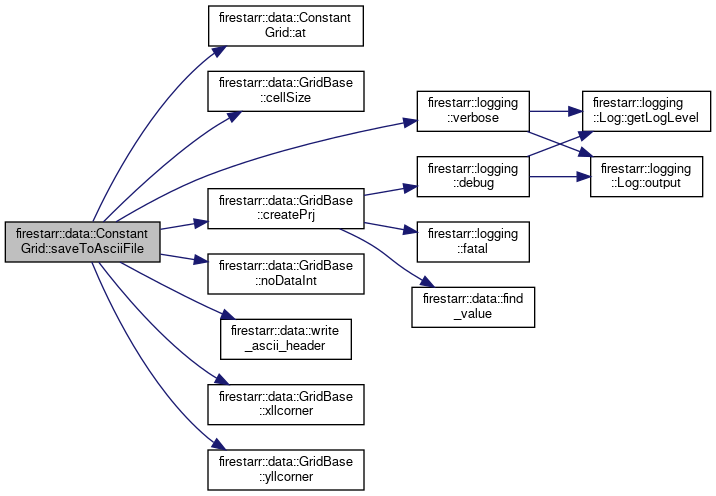 firestarr::data::Constant
Grid::saveToAsciiFile
firestarr::data::Constant
Grid::at
firestarr::data::GridBase
::cellSize
firestarr::data::GridBase
::createPrj
firestarr::data::GridBase
::noDataInt
firestarr::data::write
_ascii_header
firestarr::data::GridBase
::xllcorner
firestarr::data::GridBase
::yllcorner
firestarr::logging
::verbose
firestarr::logging
::debug
firestarr::logging
::fatal
firestarr::data::find
_value
firestarr::logging
::Log::getLogLevel
firestarr::logging
::Log::output